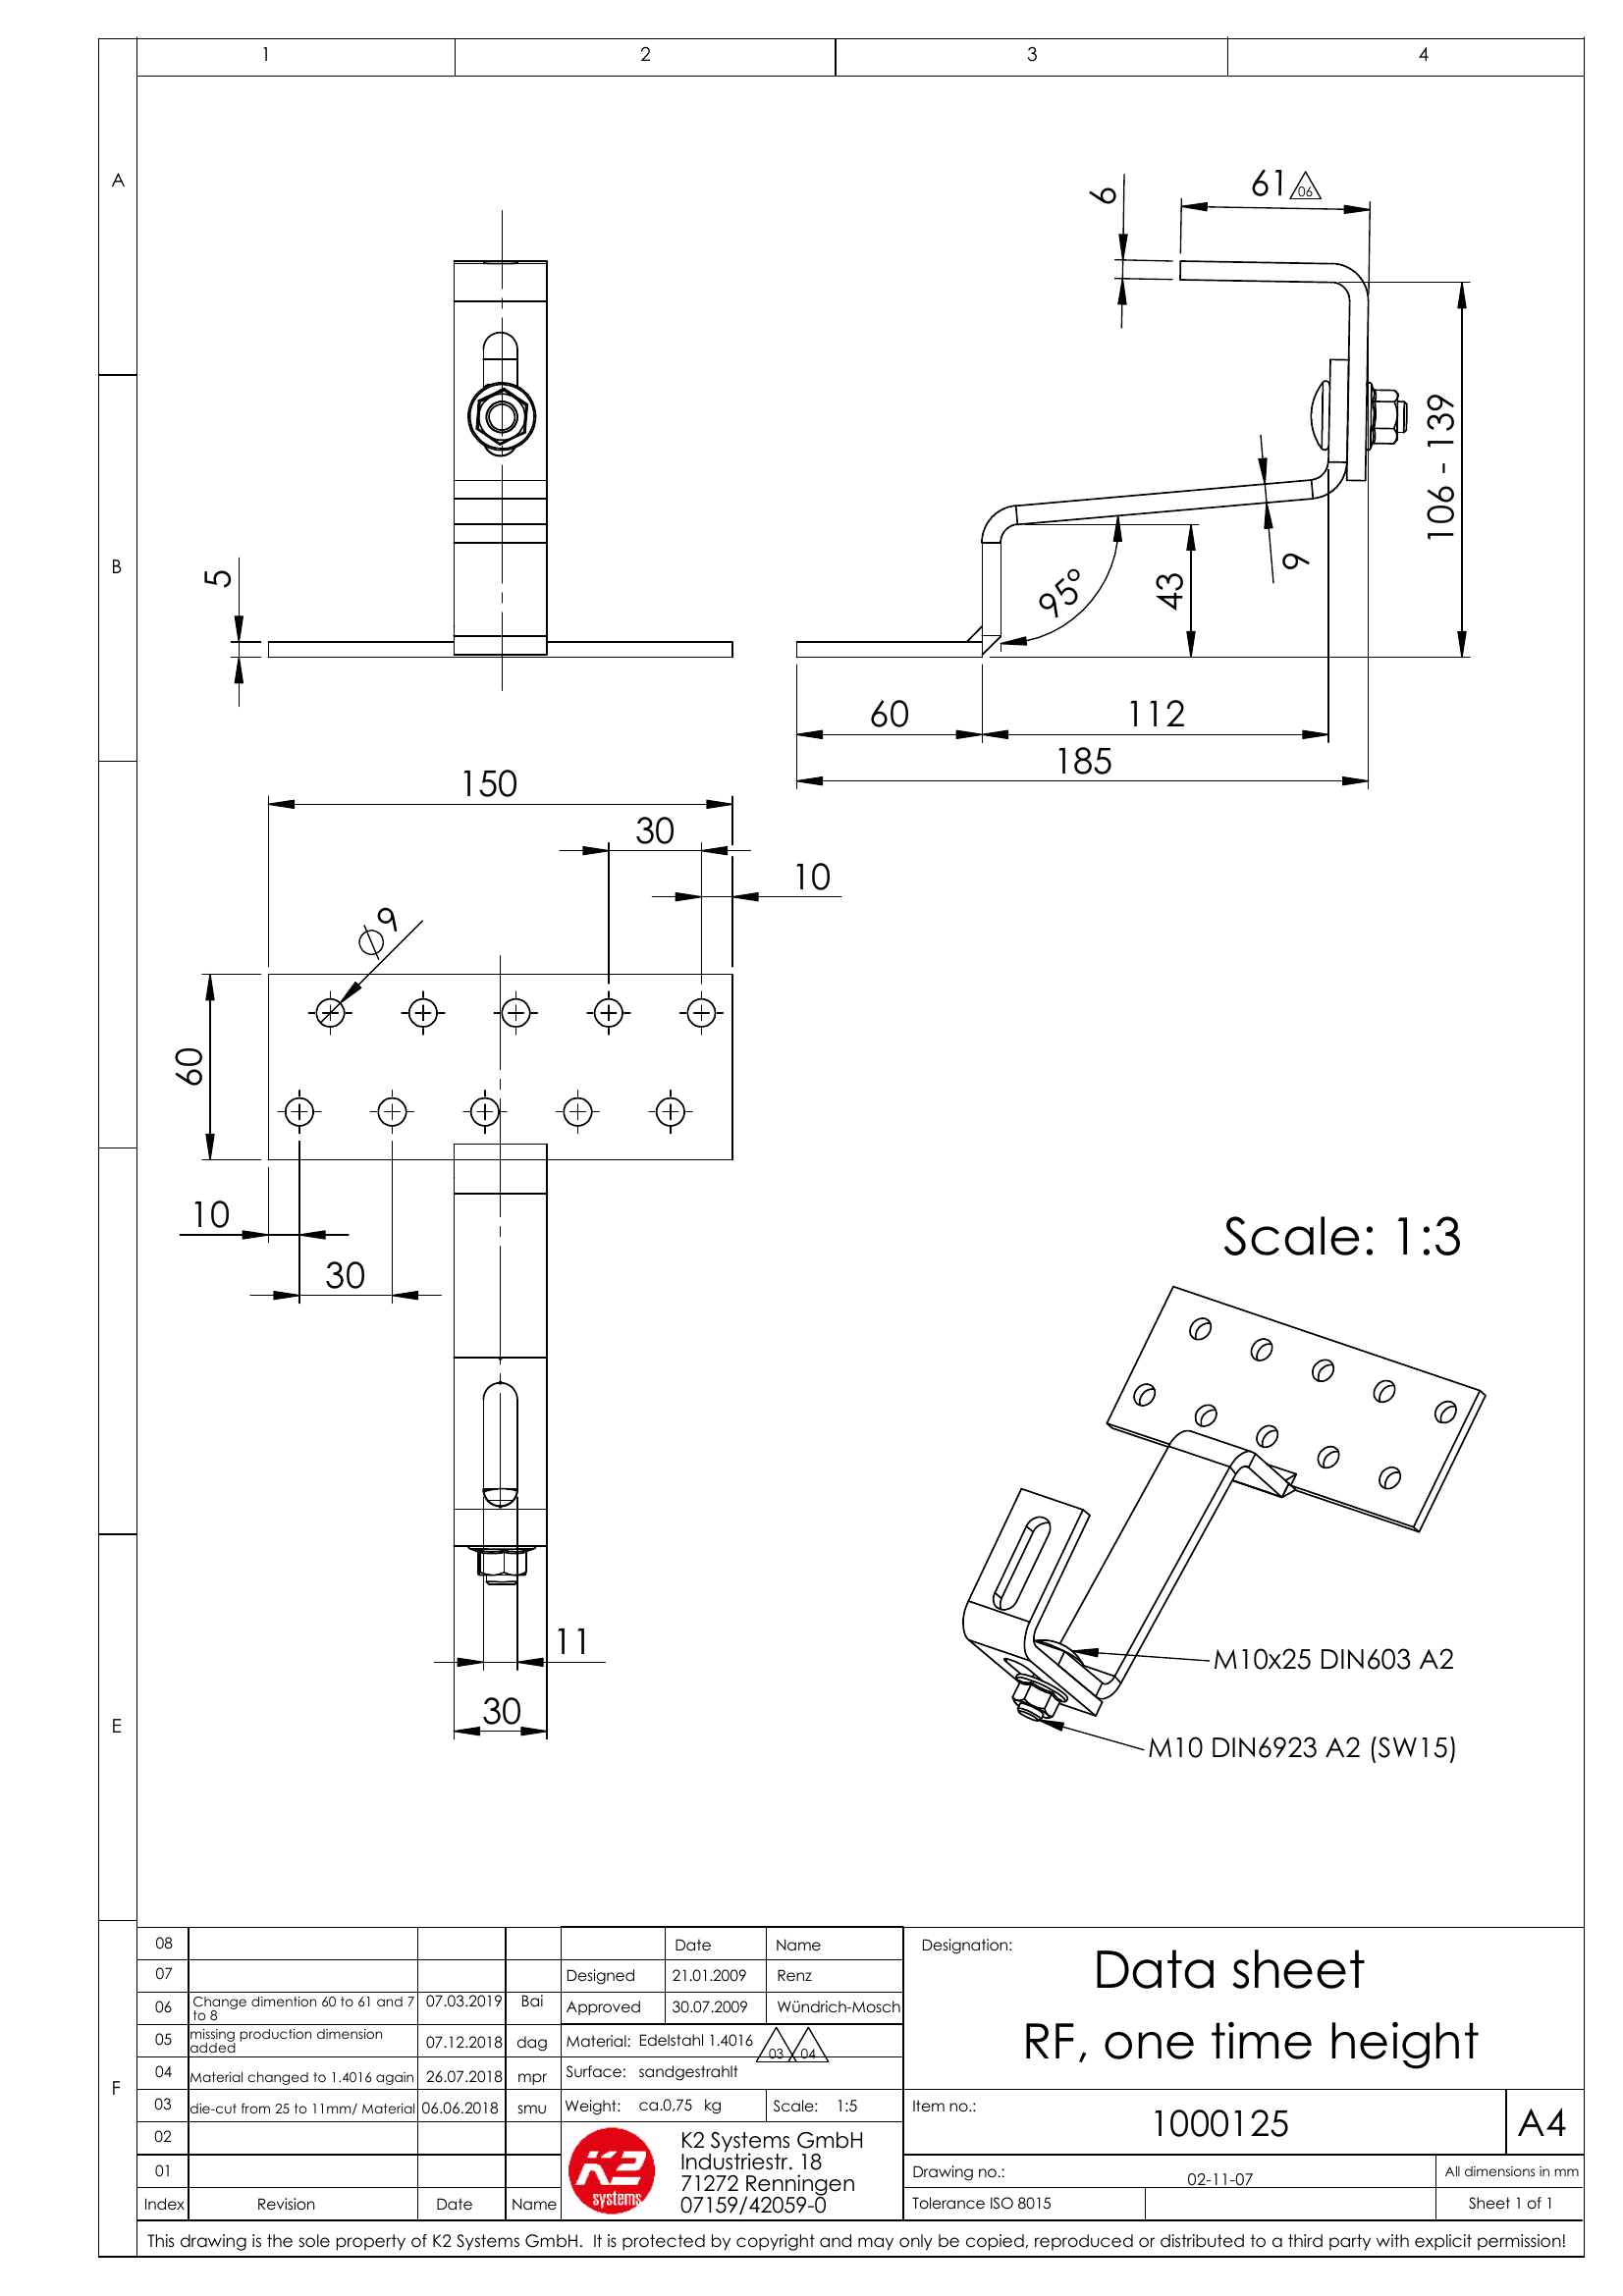 1 2 3 4
A
B
E
F
6
61 06
106 - 139
9
95°
43
5
60 112
185
150
30
10
⌀9
60
10
30
11
30
Scale: 1:3
M10x25 DIN603 A2
M10 DIN6923 A2 (SW15)
08
07
06 Change dimention 60 to 61 and 7 to 8 07.03.2019 Bai
05 missing production dimension added 07.12.2018 dag
04 Material changed to 1.4016 again 26.07.2018 mpr
03 die-cut from 25 to 11mm/ Material 06.06.2018 smu
02
01
Index Revision Date Name
Date Name
Designed 21.01.2009 Renz
Approved 30.07.2009 Wündrich-Mosch
Material: Edelstahl 1.4016 03 04
Surface: sandgestrahlt
Weight: ca.0,75 kg Scale: 1:5
K2 systems
K2 Systems GmbH
Industriestr. 18
71272 Renningen
07159/42059-0
Designation:
Data sheet
RF, one time height
Item no.: 1000125 A4
Drawing no.: 02-11-07 All dimensions in mm
Tolerance ISO 8015 Sheet 1 of 1
This drawing is the sole property of K2 Systems GmbH. It is protected by copyright and may only be copied, reproduced or distributed to a third party with explicit permission!